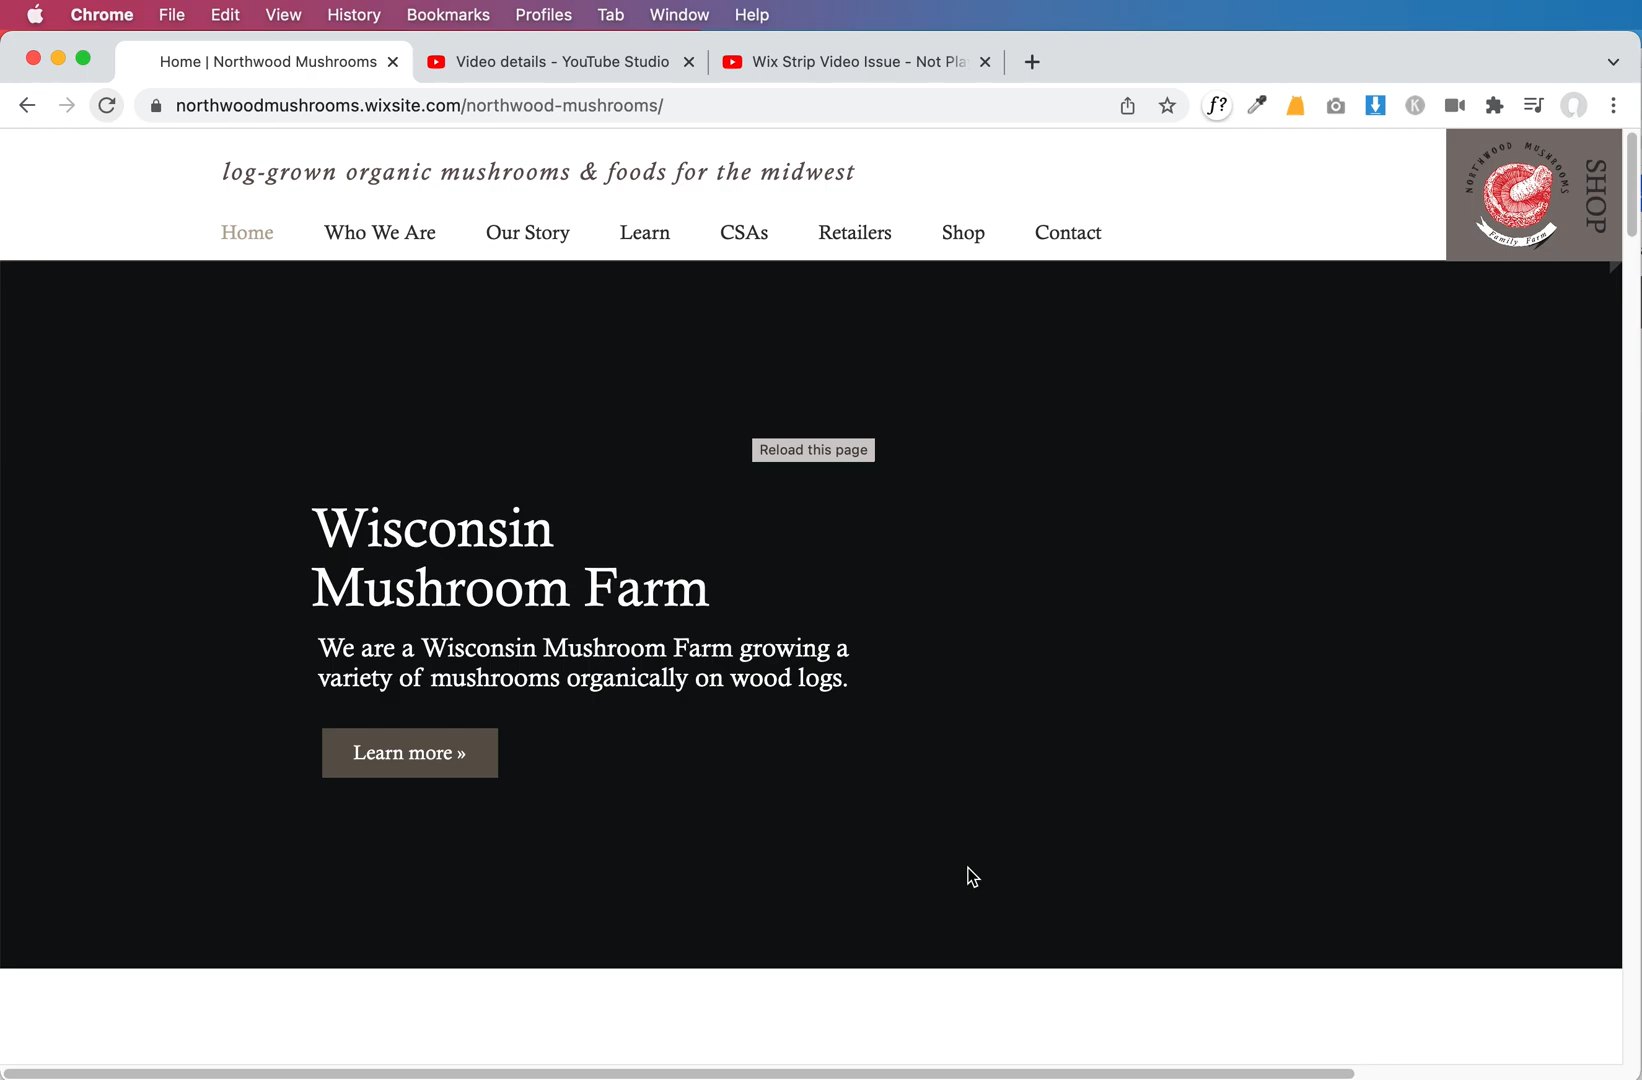 Chrome File Edit View History Bookmarks Profiles Tab Window Help
Home | Northwood Mushrooms
Video details - YouTube Studio
Wix Strip Video Issue - Not Pla
northwoodmushrooms.wixsite.com/northwood-mushrooms/
f?
K
log-grown organic mushrooms & foods for the midwest
NORTHWOOD MUSHROOMS
Family Farm
SHOP
Home Who We Are Our Story Learn CSAs Retailers Shop Contact
Reload this page
Wisconsin
Mushroom Farm
We are a Wisconsin Mushroom Farm growing a
variety of mushrooms organically on wood logs.
Learn more »